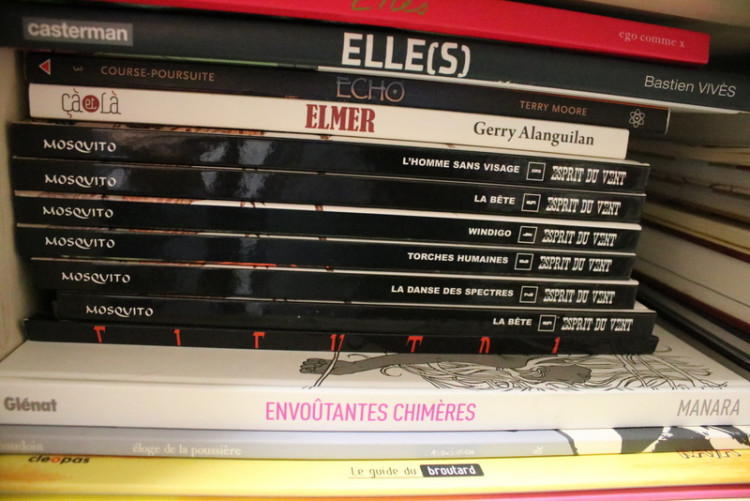 ego comme x
casterman ELLE(S) Bastien VIVÈS
3 COURSE-POURSUITE ECHO TERRY MOORE
çà et Là ELMER Gerry Alanguilan
MOSQUITO L'HOMME SANS VISAGE ESPRIT DU VENT
MOSQUITO LA BÊTE ESPRIT DU VENT
MOSQUITO WINDIGO ESPRIT DU VENT
MOSQUITO TORCHES HUMAINES ESPRIT DU VENT
MOSQUITO LA DANSE DES SPECTRES ESPRIT DU VENT
MOSQUITO LA BÊTE ESPRIT DU VENT
Glénat ENVOÛTANTES CHIMÈRES MANARA
éloge de la poussière
cleopas Le guide du broutard